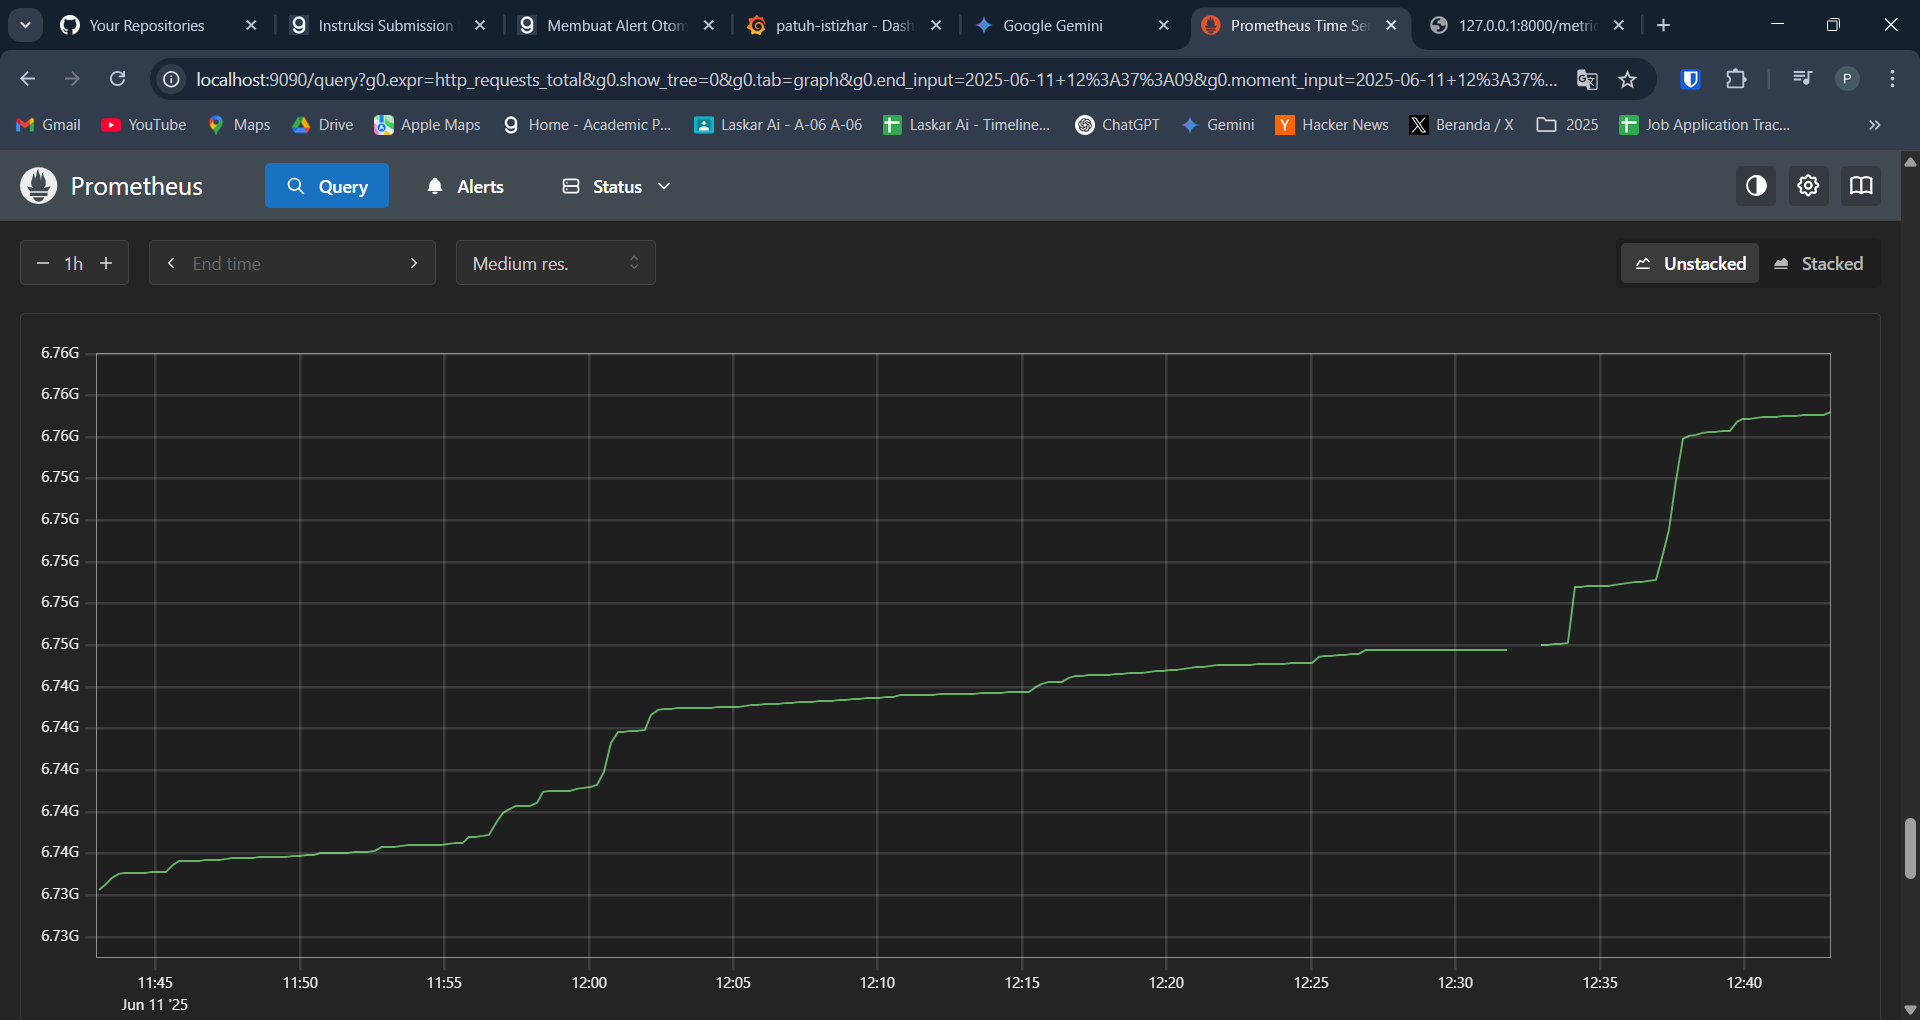 Your Repositories
Instruksi Submission
Membuat Alert Otom
patuh-istizhar - Dash
Google Gemini
Prometheus Time Se
127.0.0.1:8000/metri
localhost:9090/query?g0.expr=http_requests_total&g0.show_tree=0&g0.tab=graph&g0.end_input=2025-06-11+12%3A37%3A09&g0.moment_input=2025-06-11+12%3A37%...
P
Gmail
YouTube
Maps
Drive
Apple Maps
Home - Academic P...
Laskar Ai - A-06 A-06
Laskar Ai - Timeline...
ChatGPT
Gemini
Hacker News
Beranda / X
2025
Job Application Trac...
Prometheus
Query
Alerts
Status
1h
End time
Medium res.
Unstacked
Stacked
6.76G
6.76G
6.76G
6.75G
6.75G
6.75G
6.75G
6.75G
6.74G
6.74G
6.74G
6.74G
6.74G
6.73G
6.73G
11:45
11:50
11:55
12:00
12:05
12:10
12:15
12:20
12:25
12:30
12:35
12:40
Jun 11 '25